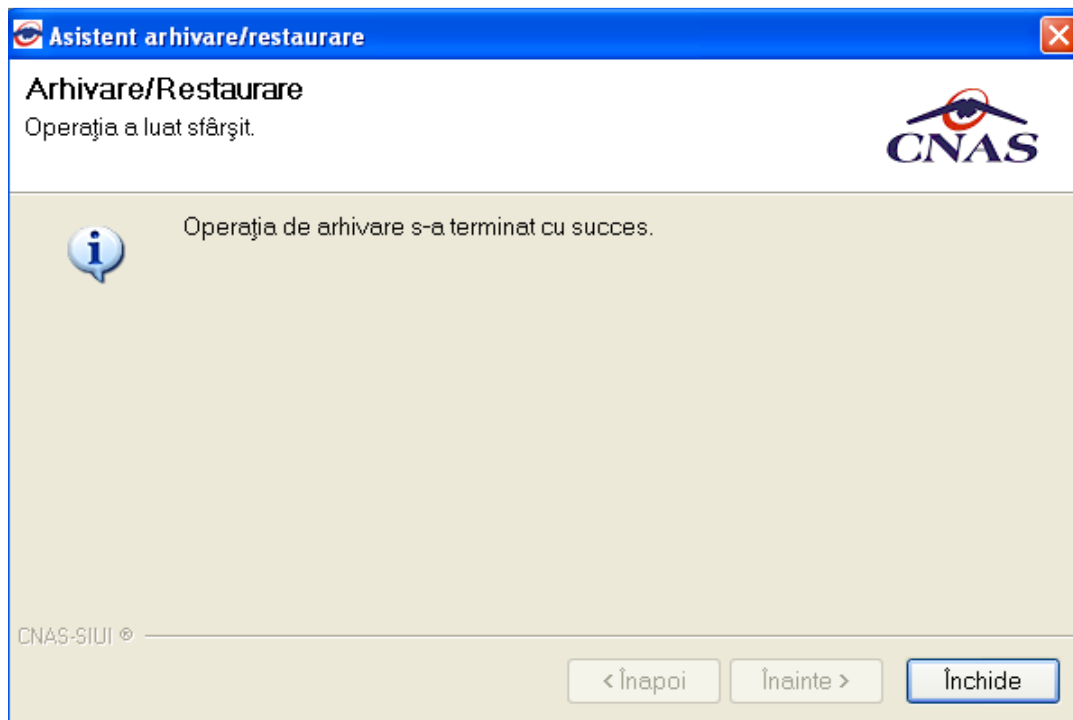 Asistent arhivare/restaurare
Arhivare/Restaurare
Operaţia a luat sfârşit.
CNAS
Operaţia de arhivare s-a terminat cu succes.
CNAS-SIUI ®
< Înapoi
Înainte >
Închide